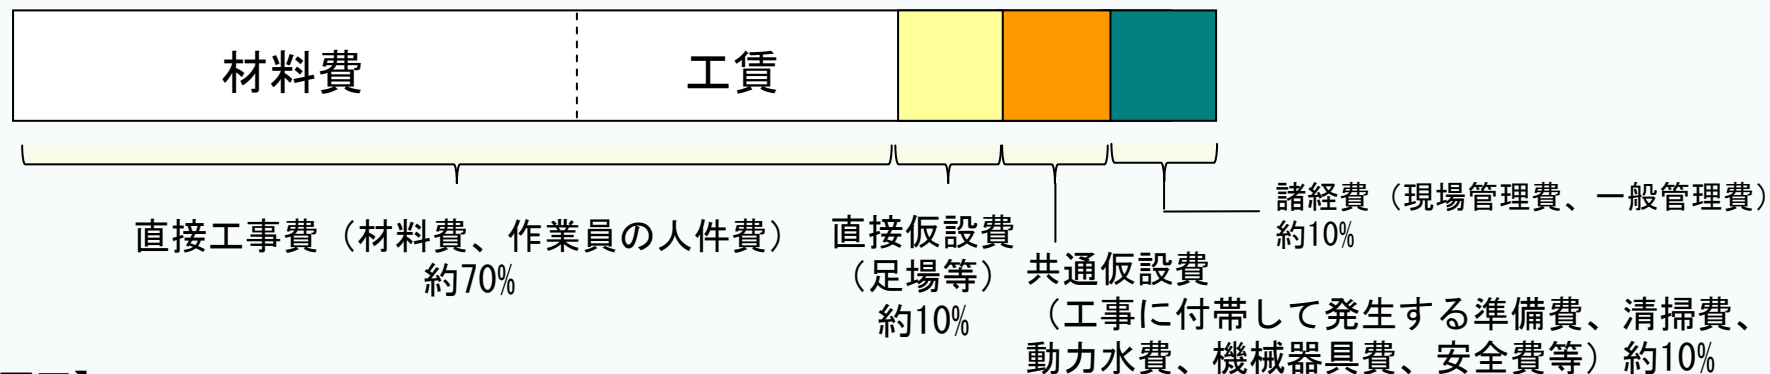 材料費
工賃
直接工事費（材料費、作業員の人件費）
約70%
直接仮設費
（足場等）
約10%
共通仮設費
（工事に付帯して発生する準備費、清掃費、
動力水費、機械器具費、安全費等）約10%
諸経費（現場管理費、一般管理費）
約10%